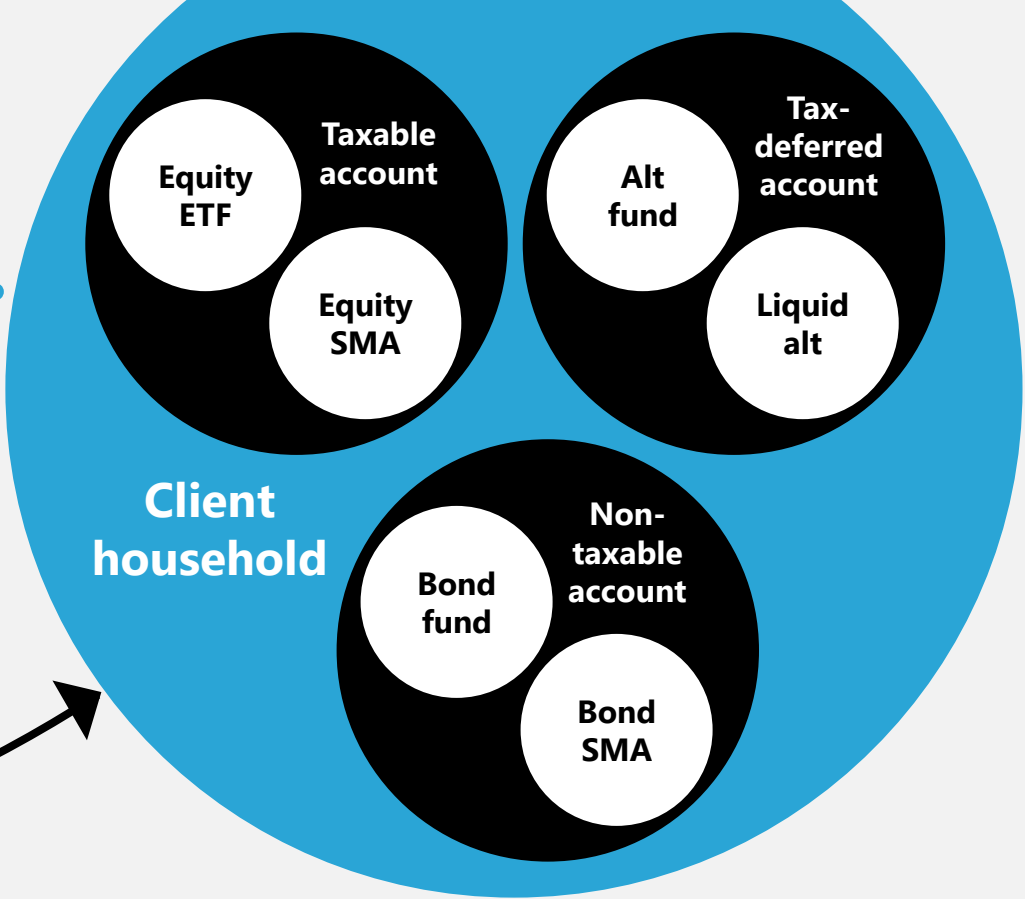 Equity
ETF
Taxable
account
Equity
SMA
Alt
fund
Tax-
deferred
account
Liquid
alt
Client
household
Bond
fund
Non-
taxable
account
Bond
SMA